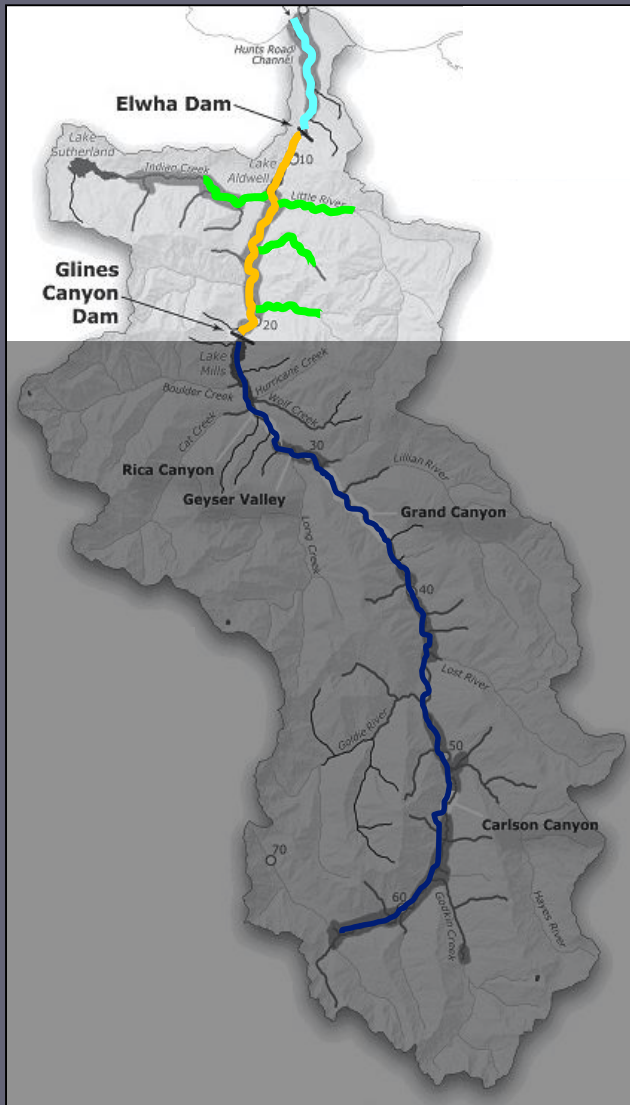 Hunts Road
Channel
Elwha Dam
10
Lake
Sutherland
Indian Creek
Lake
Aldwell
Little River
Glines
Canyon
Dam
20
Lake
Mills
Hurricane Creek
Boulder Creek
Wolf Creek
Cat Creek
30
Rica Canyon
Lillian River
Geyser Valley
Grand Canyon
Long Creek
40
Lost River
Goldie River
50
Carlson Canyon
70
60
Godkin Creek
Hayes River